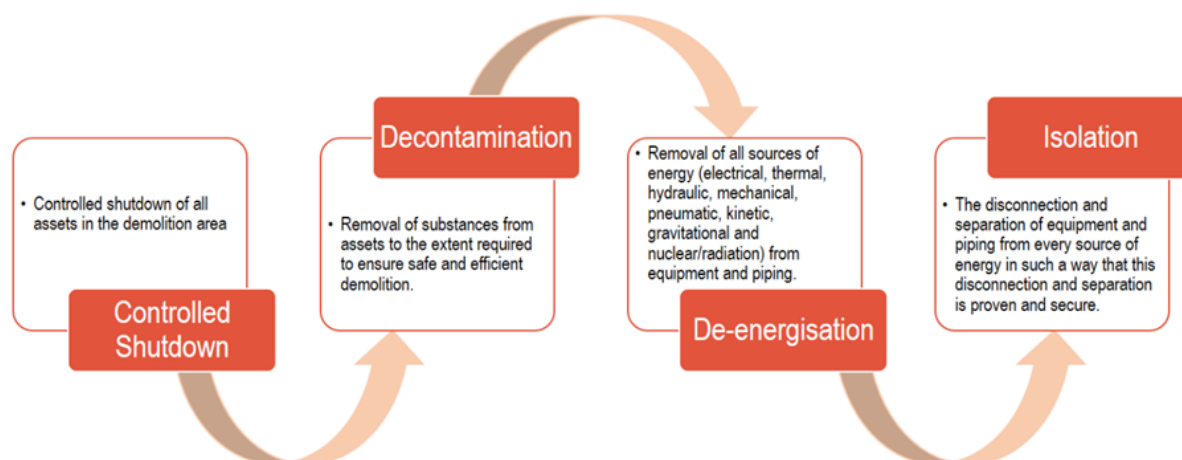 Controlled
Shutdown
• Controlled shutdown of all
assets in the demolition area
Decontamination
• Removal of substances from
assets to the extent required
to ensure safe and efficient
demolition.
• Removal of all sources of
energy (electrical, thermal,
hydraulic, mechanical,
pneumatic, kinetic,
gravitational and
nuclear/radiation) from
equipment and piping.
De-energisation
Isolation
• The disconnection and
separation of equipment and
piping from every source of
energy in such a way that this
disconnection and separation
is proven and secure.